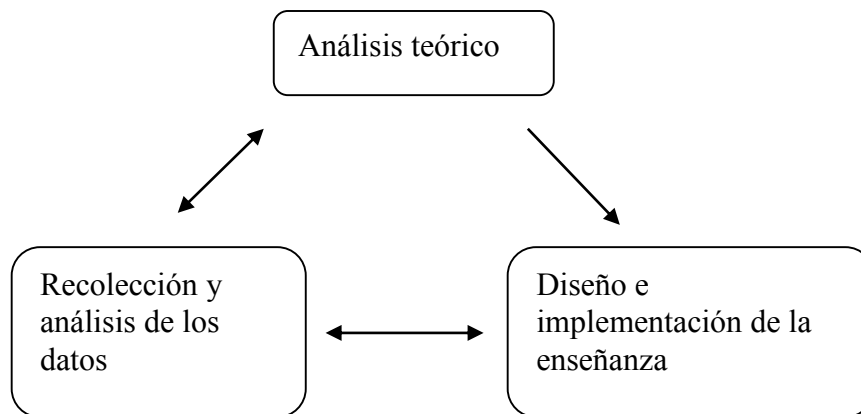 Análisis teórico
Recolección y
análisis de los
datos
Diseño e
implementación de la
enseñanza